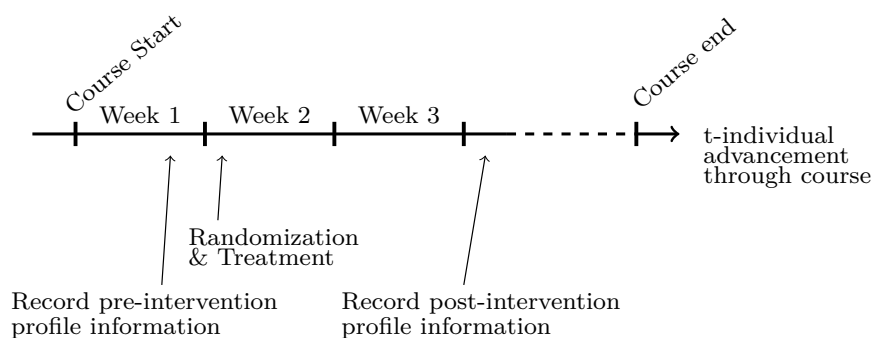 Course Start
Course end
Week 1
Week 2
Week 3
t-individual
advancement
through course
Randomization
& Treatment
Record pre-intervention
profile information
Record post-intervention
profile information